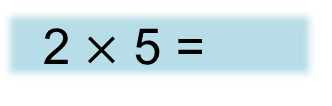 2 × 5 =